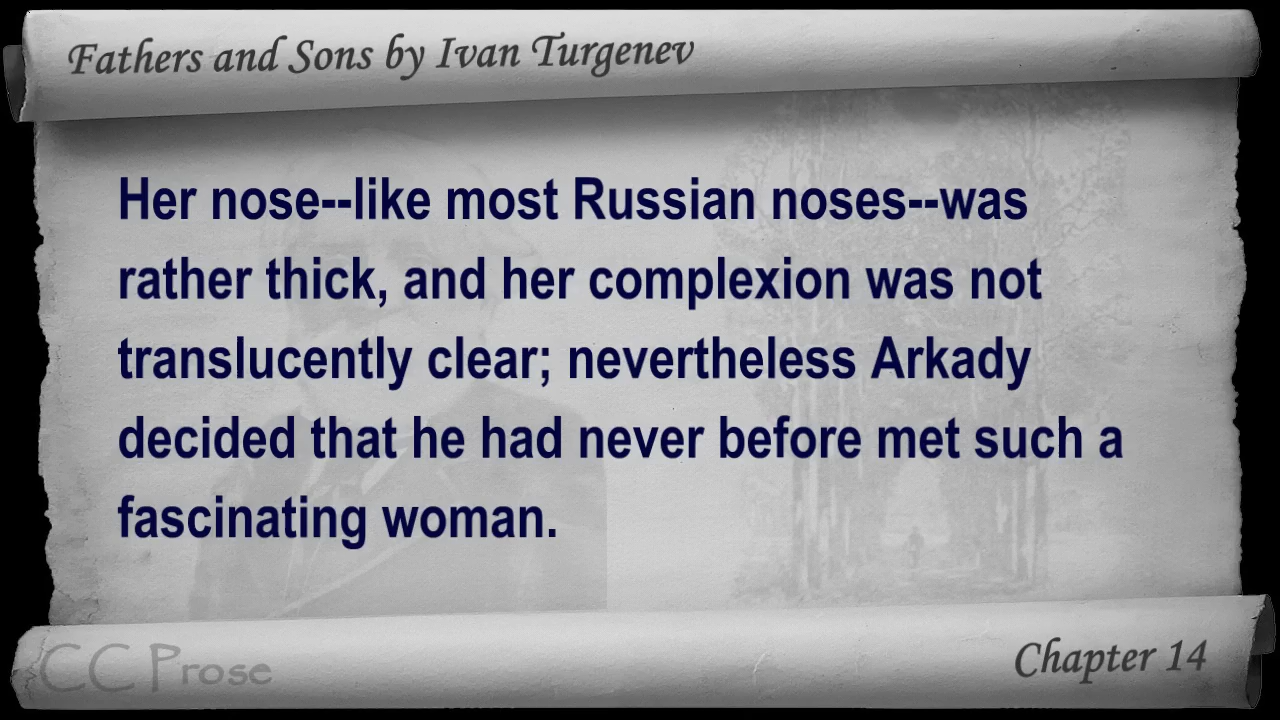 Fathers and Sons by Ivan Turgenev
Her nose--like most Russian noses--was
rather thick, and her complexion was not
translucently clear; nevertheless Arkady
decided that he had never before met such a
fascinating woman.
CC Prose
Chapter 14